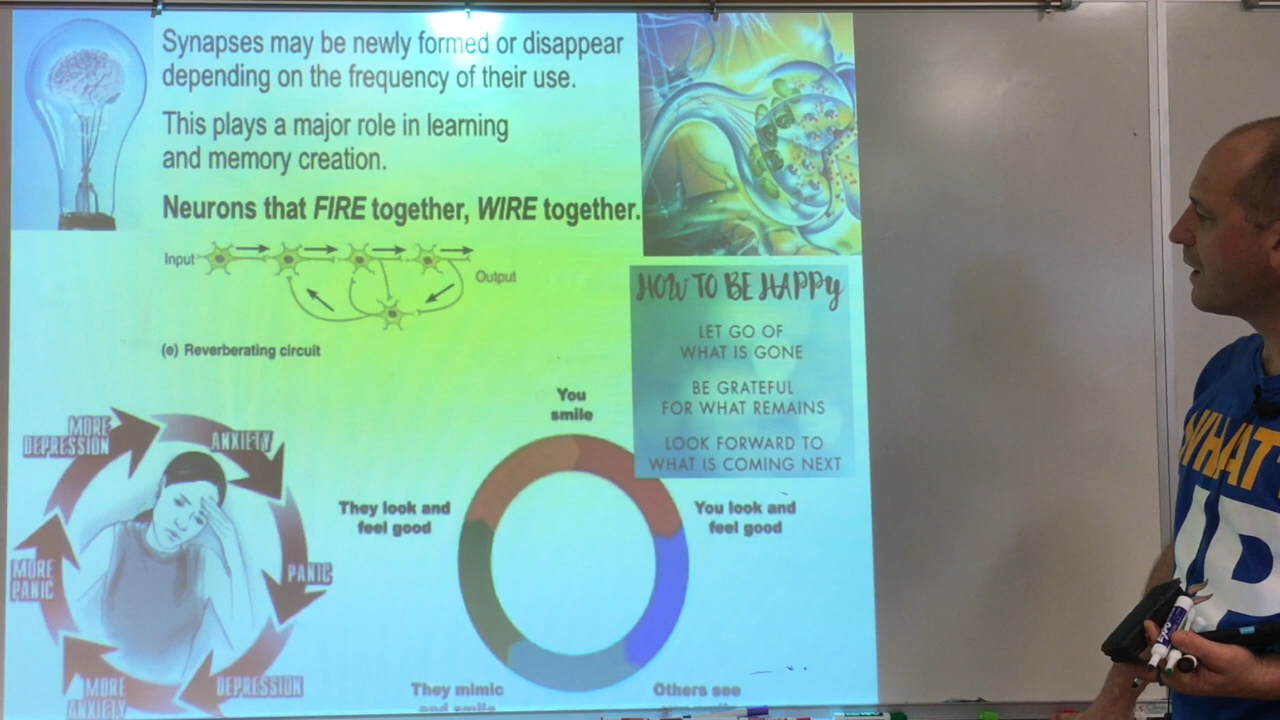 Synapses may be newly formed or disappear
depending on the frequency of their use.
This plays a major role in learning
and memory creation.
Neurons that FIRE together, WIRE together.
Input
Output
(e) Reverberating circuit
HOW TO BE HAPPY
LET GO OF
WHAT IS GONE
BE GRATEFUL
FOR WHAT REMAINS
LOOK FORWARD TO
WHAT IS COMING NEXT
MORE
DEPRESSION
ANXIETY
PANIC
DEPRESSION
MORE
ANXIETY
MORE
PANIC
You
smile
You look and
feel good
Others see
They mimic
and smile
They look and
feel good
WHAT